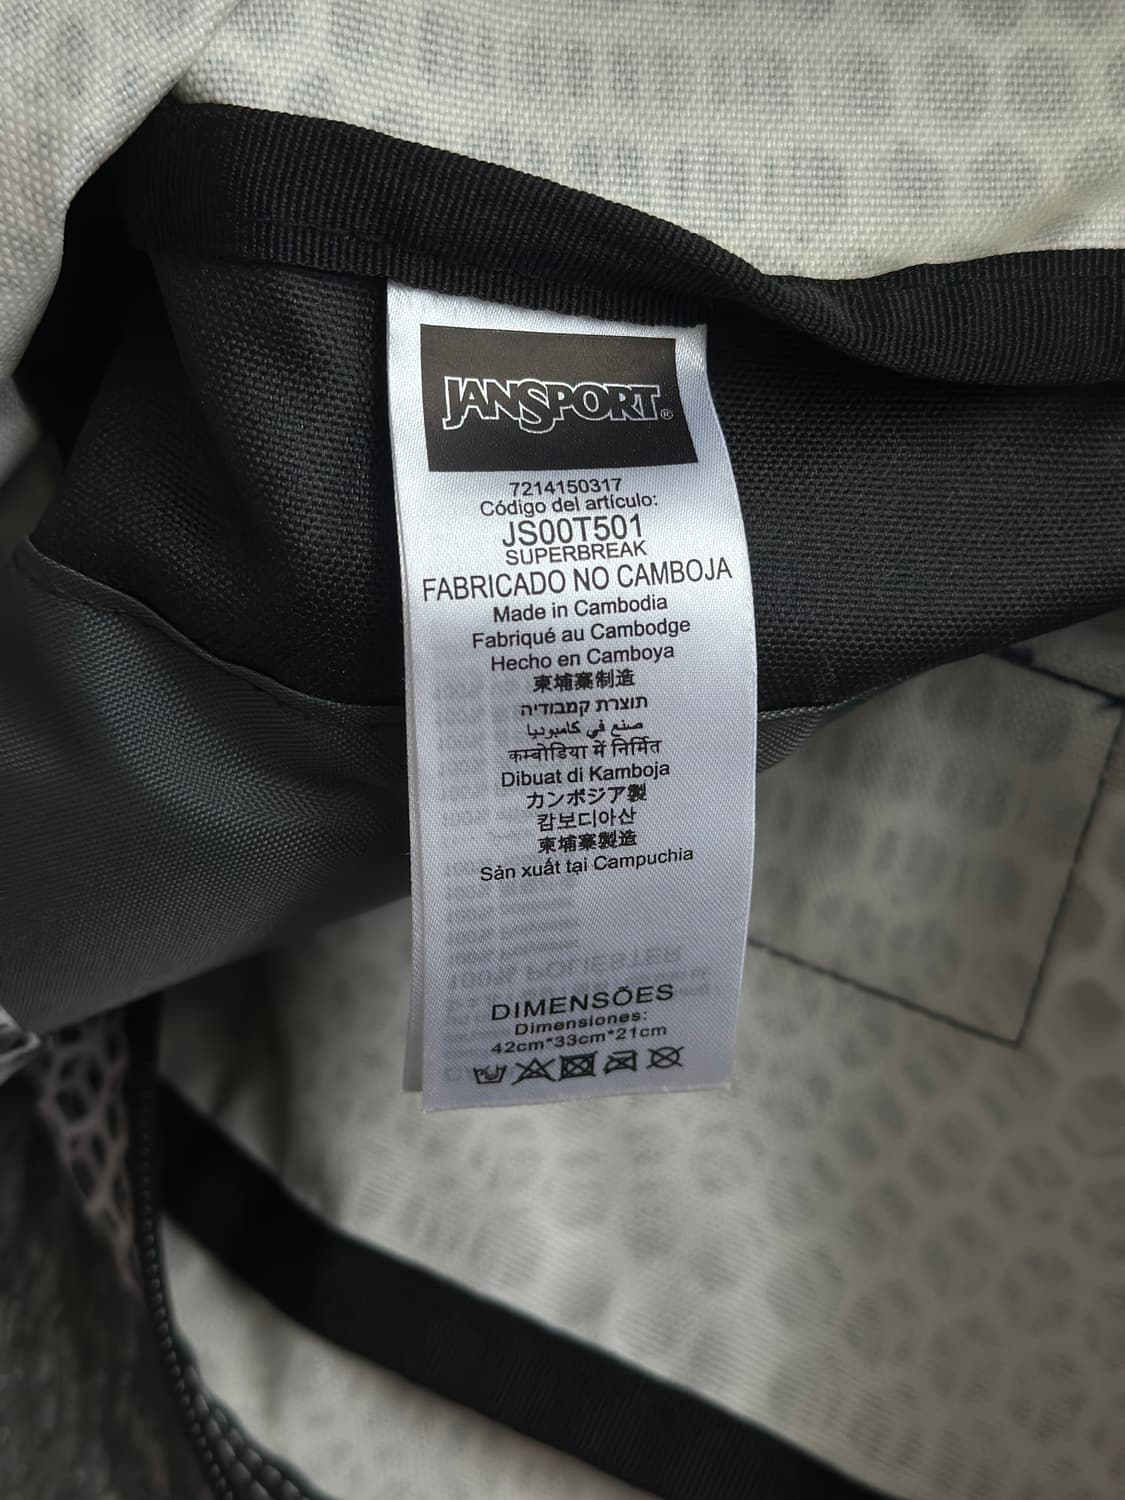 JANSPORT®
7214150317
Código del artículo:
JS00T501
SUPERBREAK
FABRICADO NO CAMBOJA
Made in Cambodia
Fabriqué au Cambodge
Hecho en Camboya
柬埔寨制造
תוצרת קמבודיה
صنع في كامبوديا
कम्बोडिया में निर्मित
Dibuat di Kamboja
カンボジア製
캄보디아산
柬埔寨製造
Sản xuất tại Campuchia
100% POLIESTER
DIMENSÕES
Dimensiones:
42cm*33cm*21cm